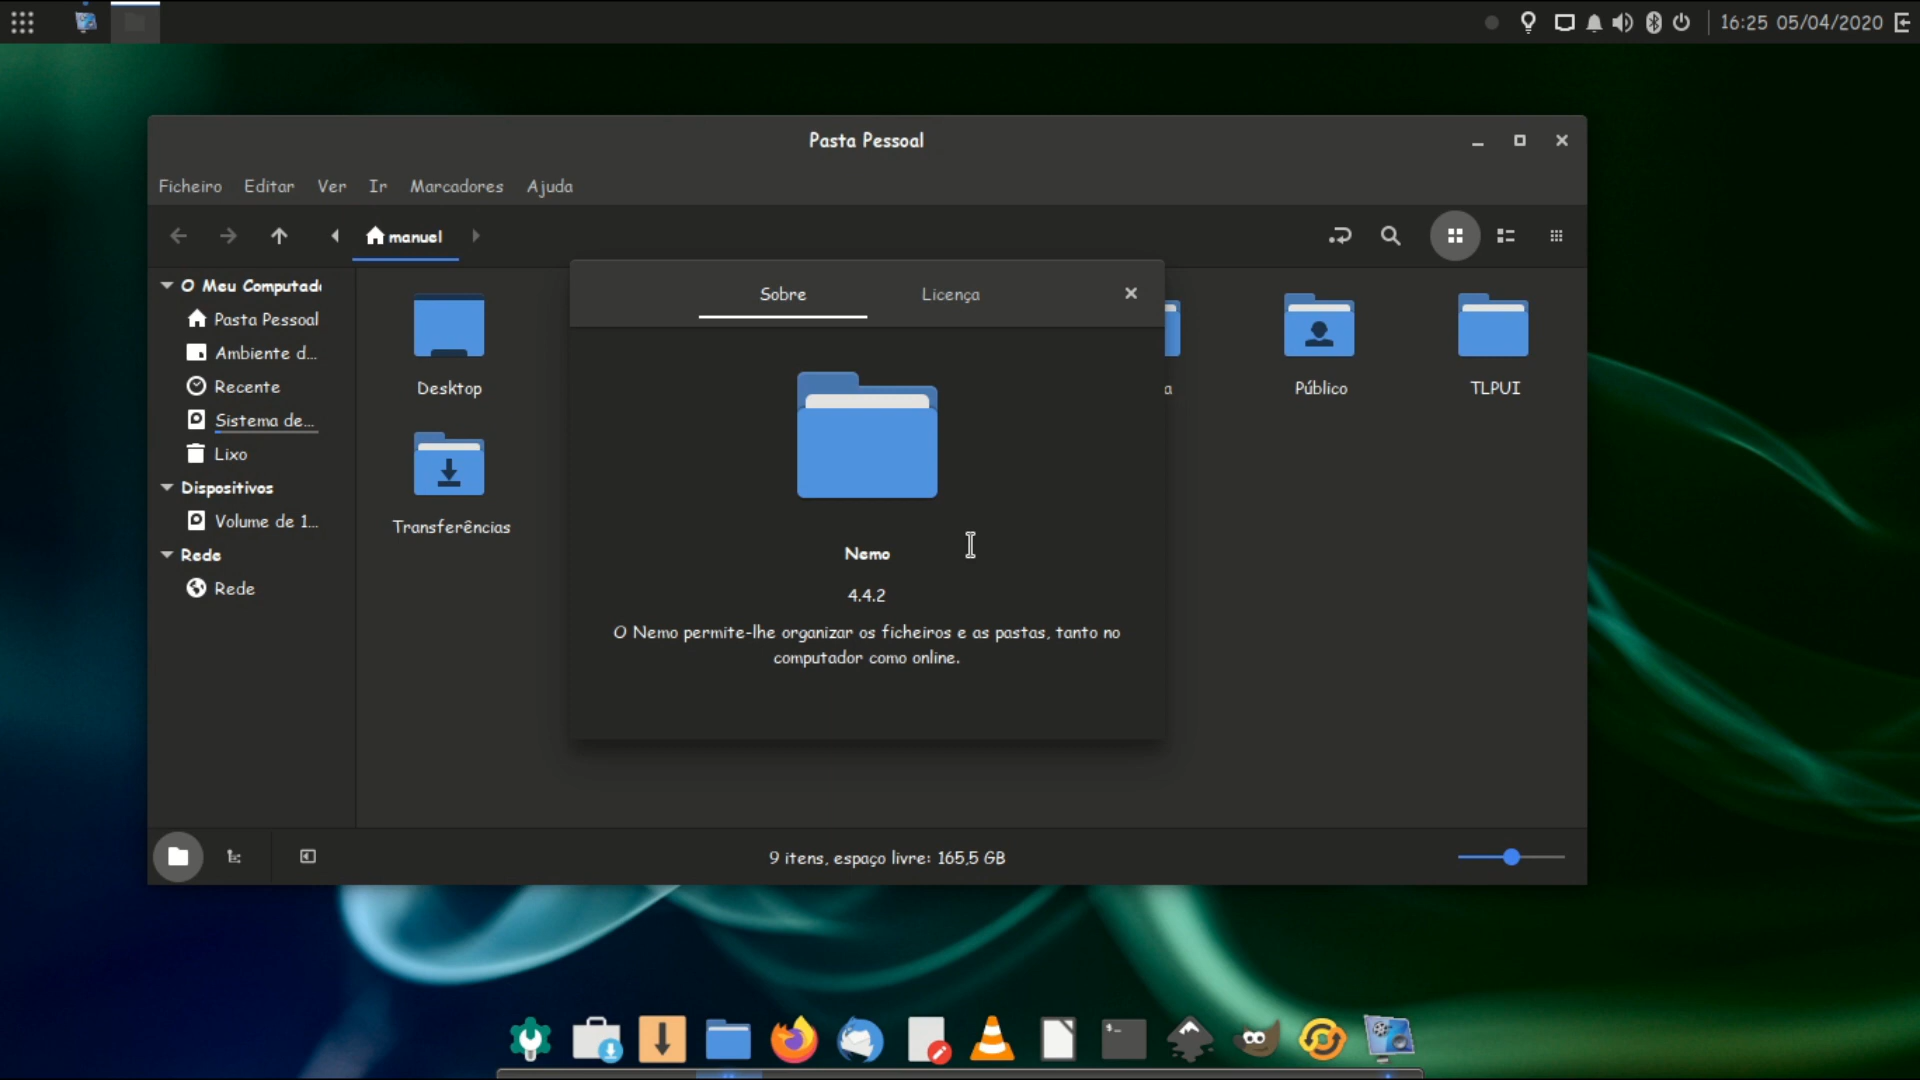 16:25 05/04/2020
Pasta Pessoal
Ficheiro Editar Ver Ir Marcadores Ajuda
manuel
O Meu Computad
Pasta Pessoal
Ambiente d...
Recente
Sistema de...
Lixo
Dispositivos
Volume de 1...
Rede
Rede
Desktop
a
Público
TLPUI
Transferências
Sobre Licença
Nemo
4.4.2
O Nemo permite-lhe organizar os ficheiros e as pastas, tanto no
computador como online.
9 itens, espaço livre: 165,5 GB